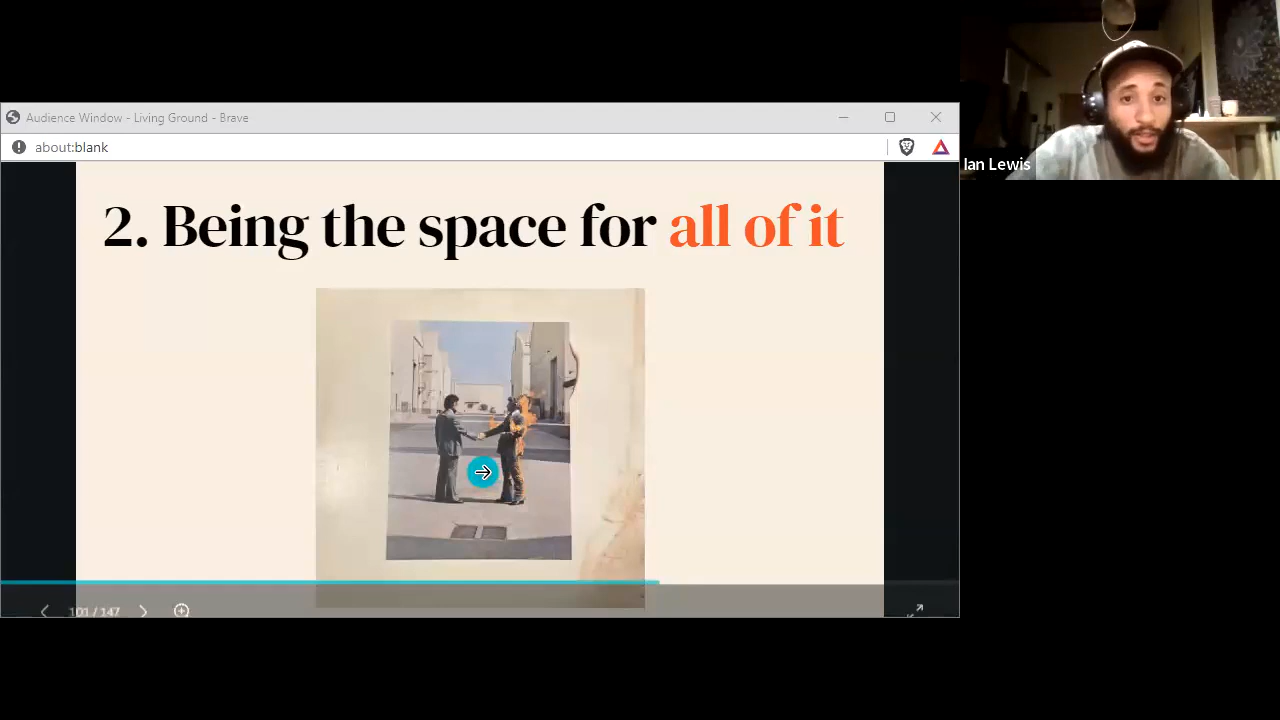 Audience Window - Living Ground - Brave
about:blank
2. Being the space for all of it
101 / 147
Ian Lewis